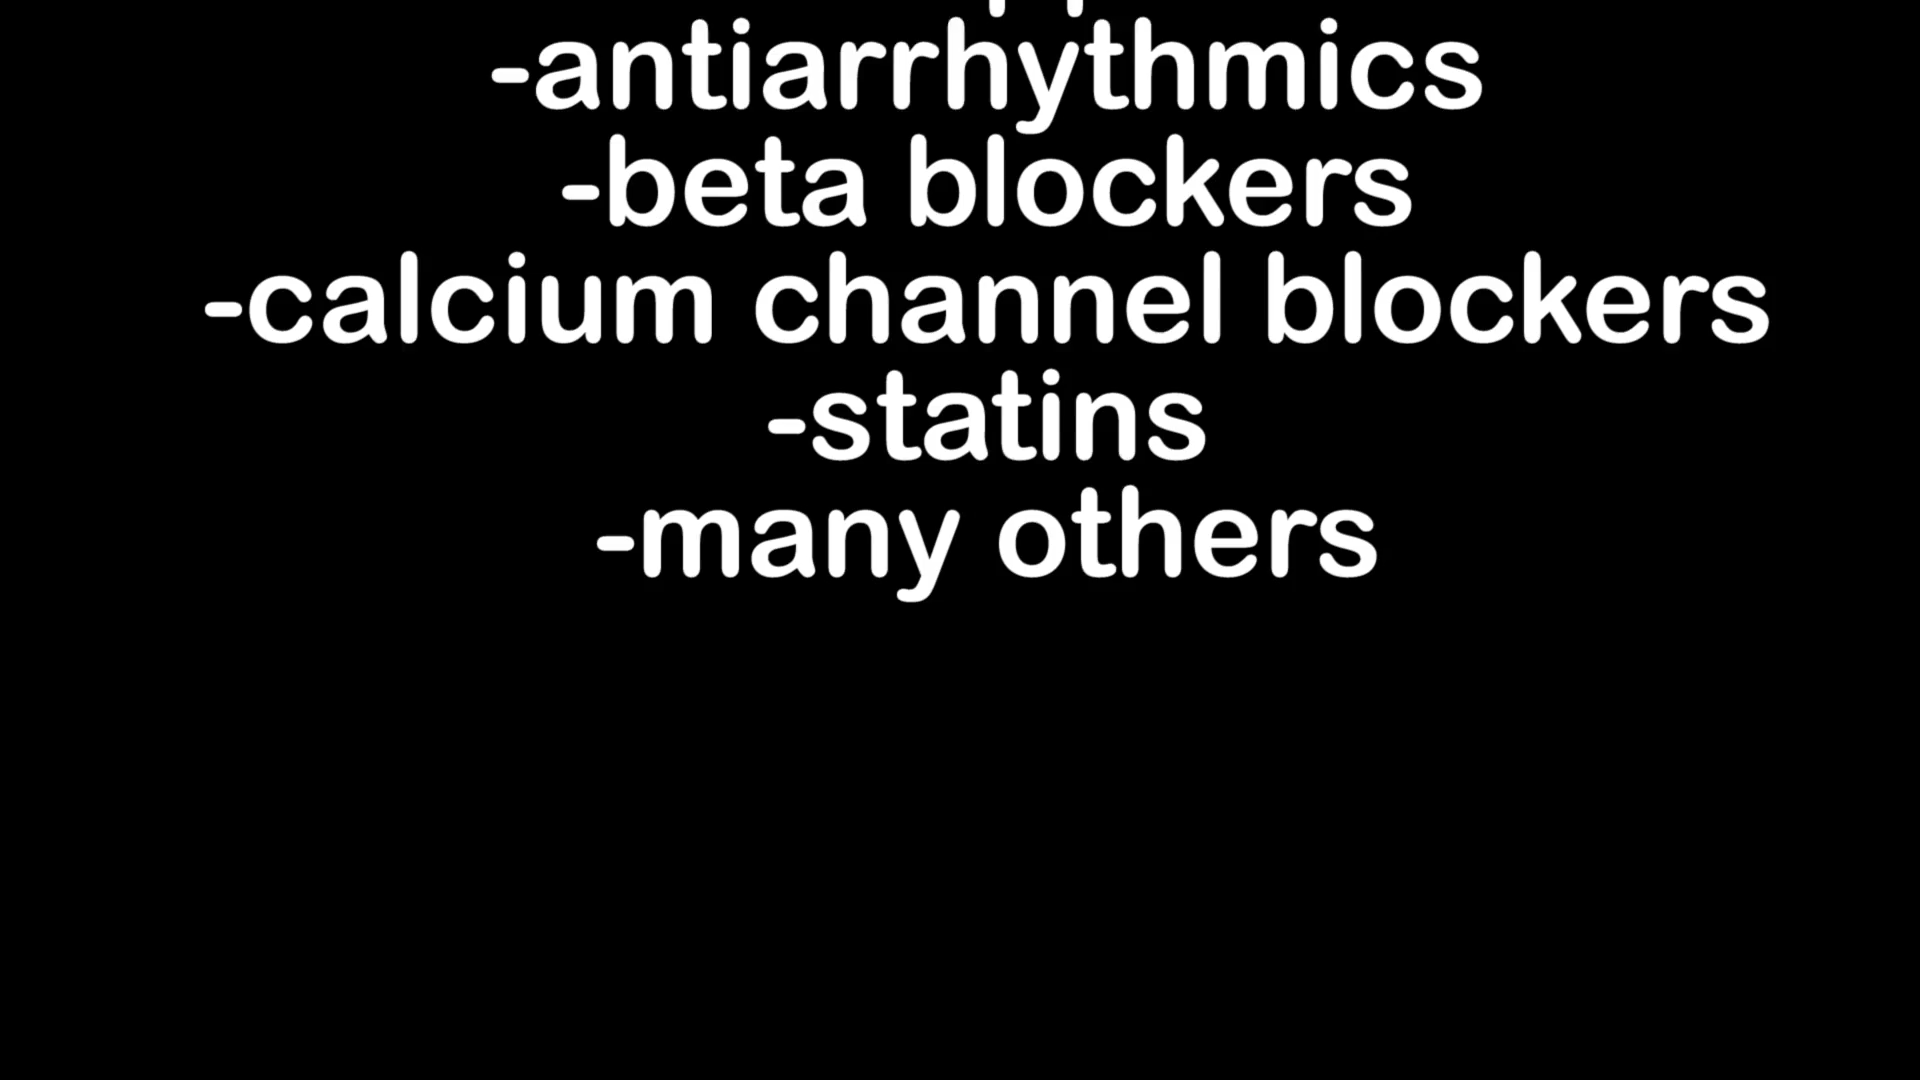 -antiarrhythmics
-beta blockers
-calcium channel blockers
-statins
-many others